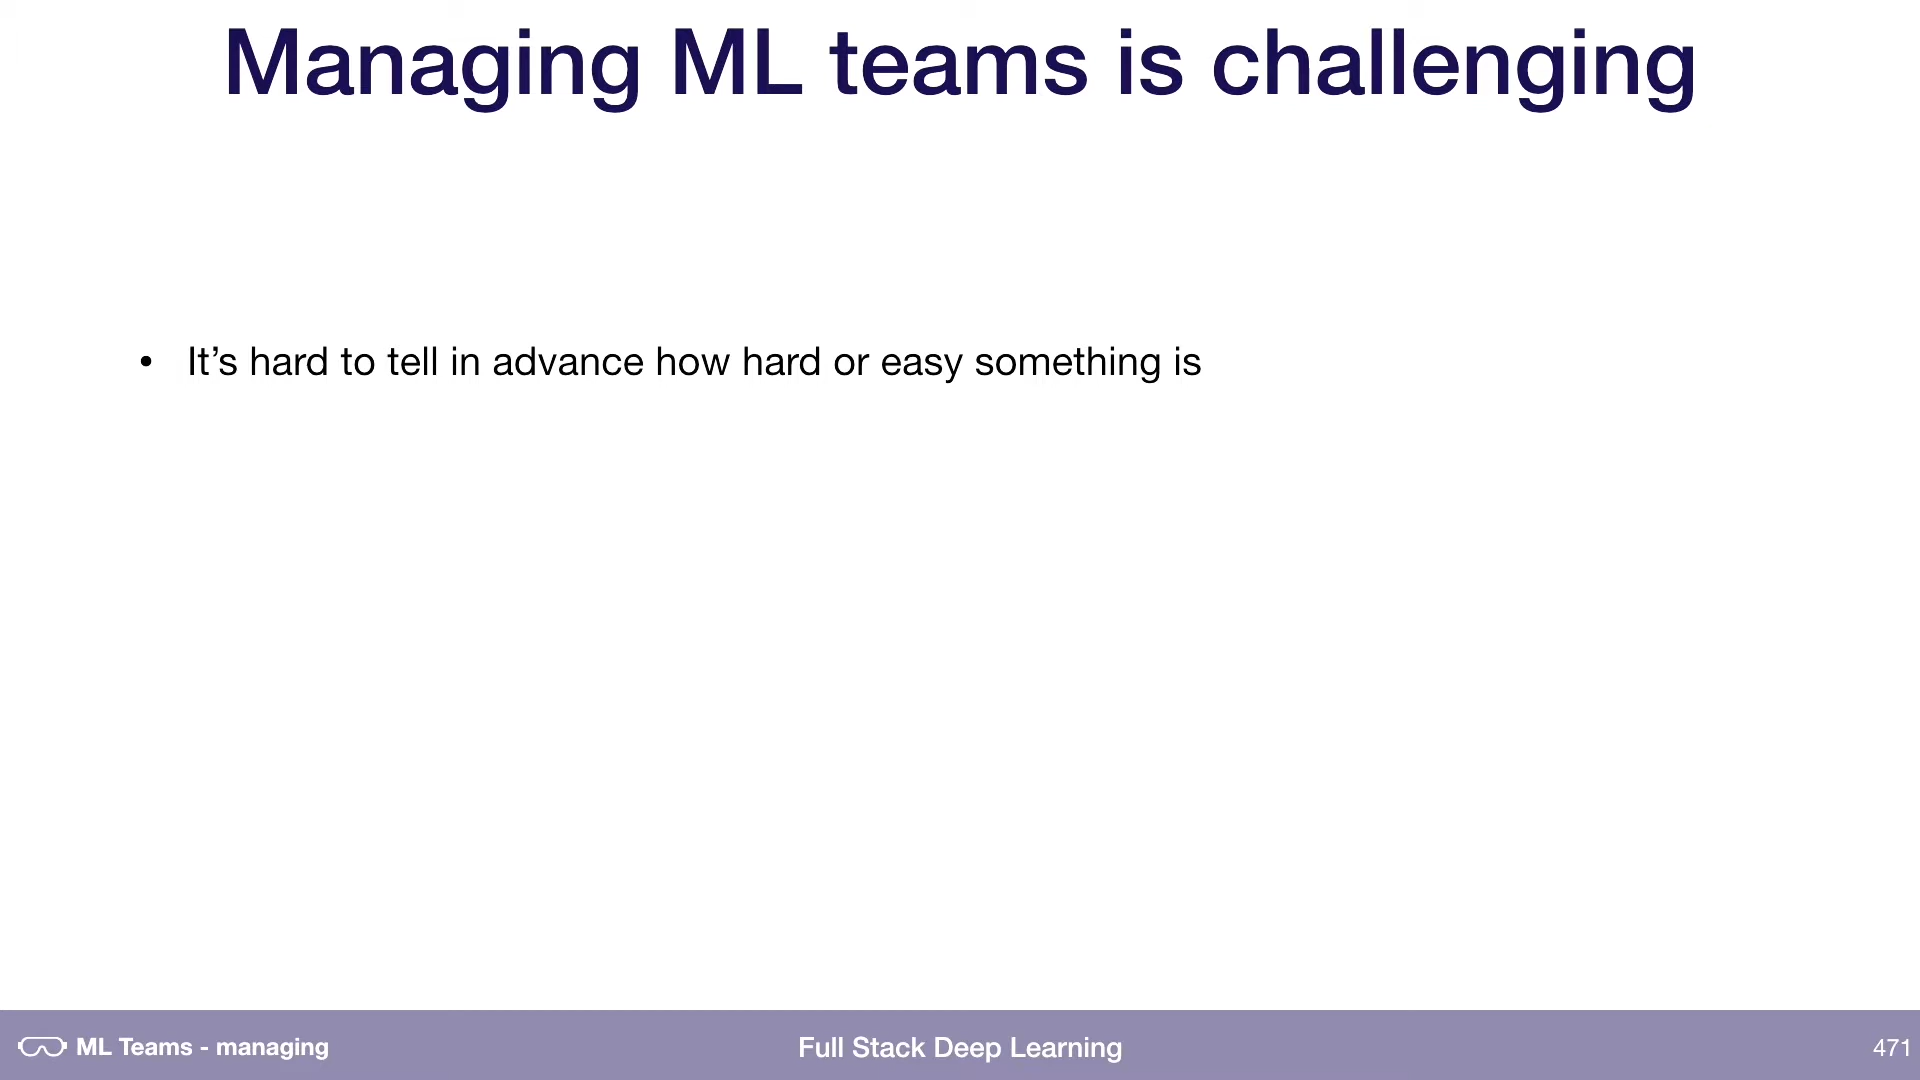 Managing ML teams is challenging
• It’s hard to tell in advance how hard or easy something is
ML Teams - managing
Full Stack Deep Learning
471